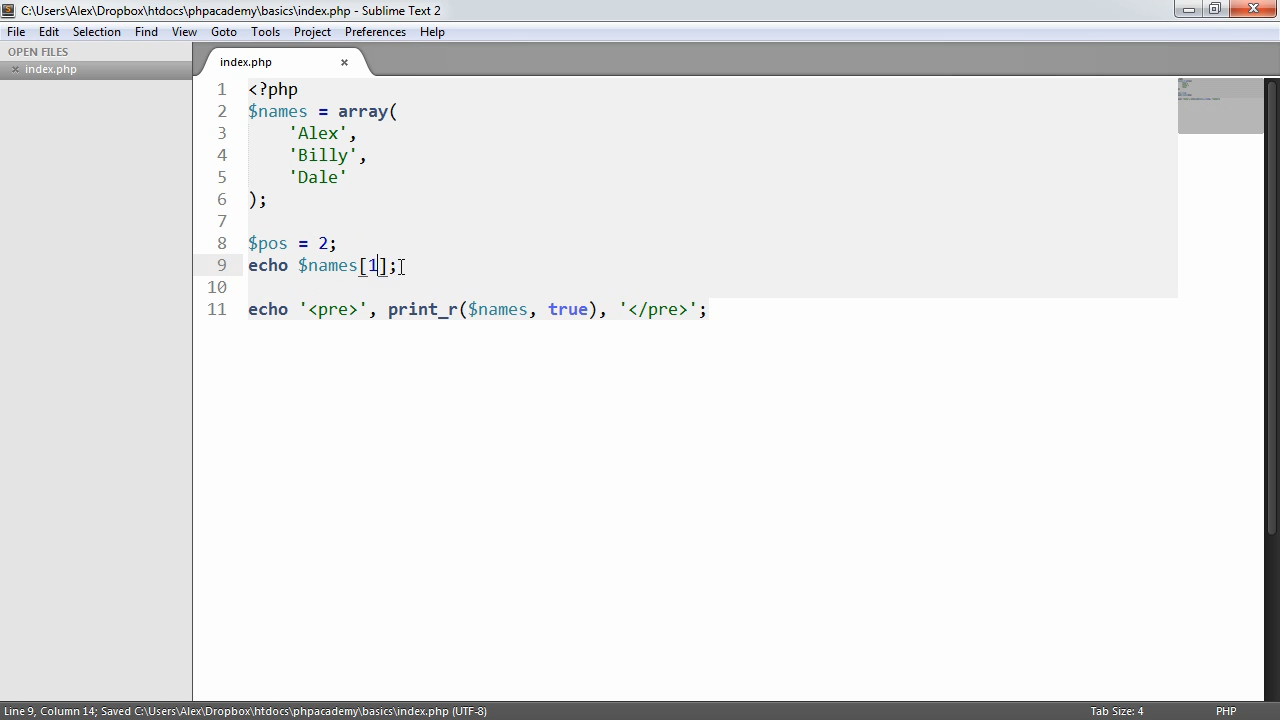 C:\Users\Alex\Dropbox\htdocs\phpacademy\basics\index.php - Sublime Text 2
File Edit Selection Find View Goto Tools Project Preferences Help
OPEN FILES
index.php
index.php
1 <?php
2 $names = array(
3 'Alex',
4 'Billy',
5 'Dale'
6 );
7
8 $pos = 2;
9 echo $names[1];
10
11 echo '<pre>', print_r($names, true), '</pre>';
Line 9, Column 14; Saved C:\Users\Alex\Dropbox\htdocs\phpacademy\basics\index.php (UTF-8) Tab Size: 4 PHP